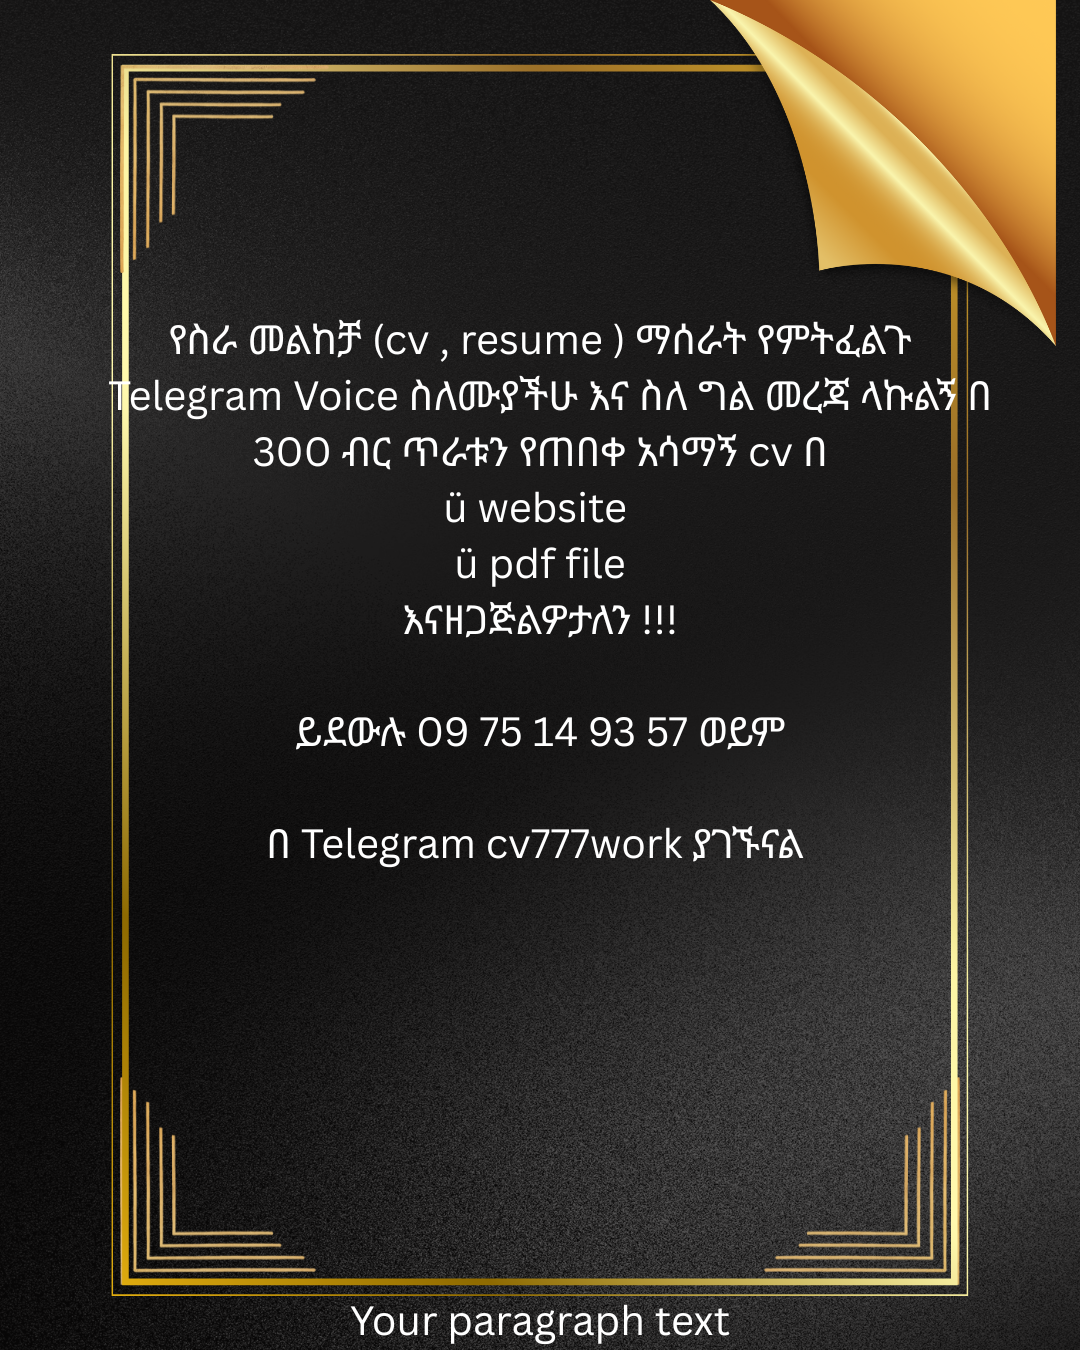 የስራ መልከቻ (cv , resume ) ማሰራት የምትፈልጉ
Telegram Voice ስለሙያችሁ እና ስለ ግል መረጃ ላኩልኝ በ
300 ብር ጥራቱን የጠበቀ አሳማኝ cv በ
ü website
ü pdf file
እናዘጋጅልዎታለን !!!
ይደውሉ 09 75 14 93 57 ወይም
በ Telegram cv777work ያገኙናል
Your paragraph text